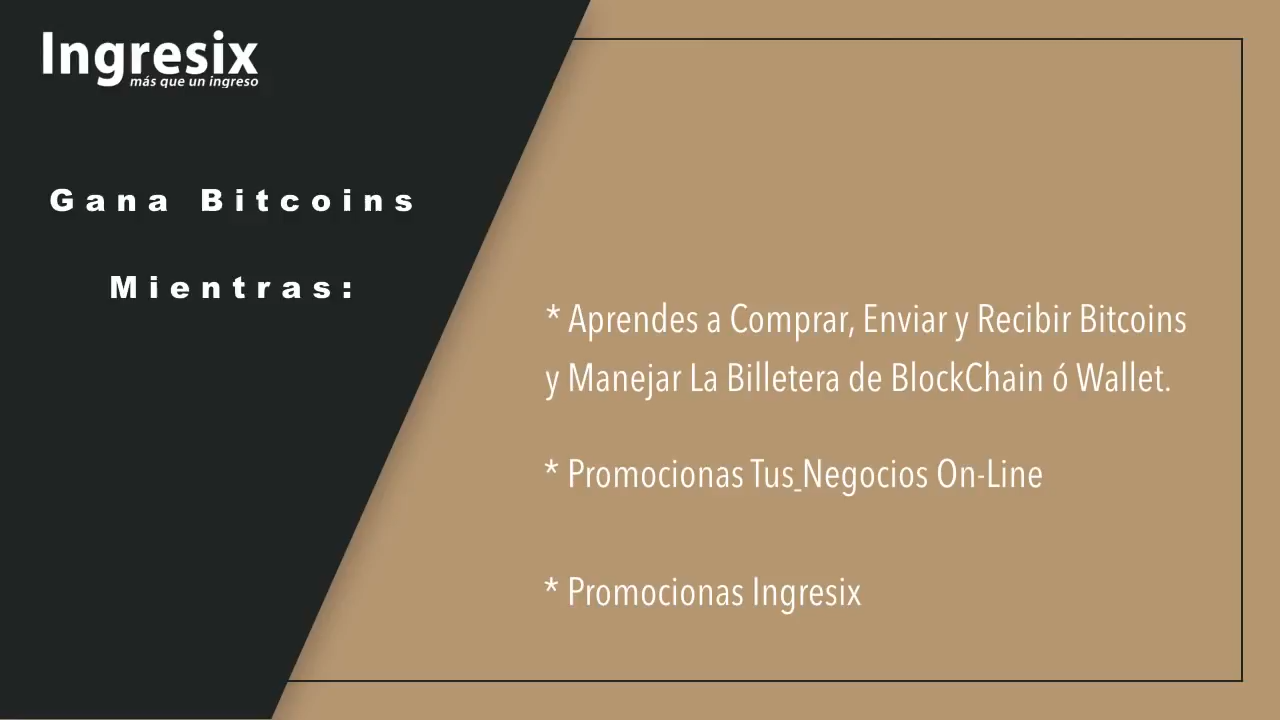 Ingresix
más que un ingreso
Gana Bitcoins
Mientras:
* Aprendes a Comprar, Enviar y Recibir Bitcoins
y Manejar La Billetera de BlockChain ó Wallet.
* Promocionas Tus_Negocios On-Line
* Promocionas Ingresix